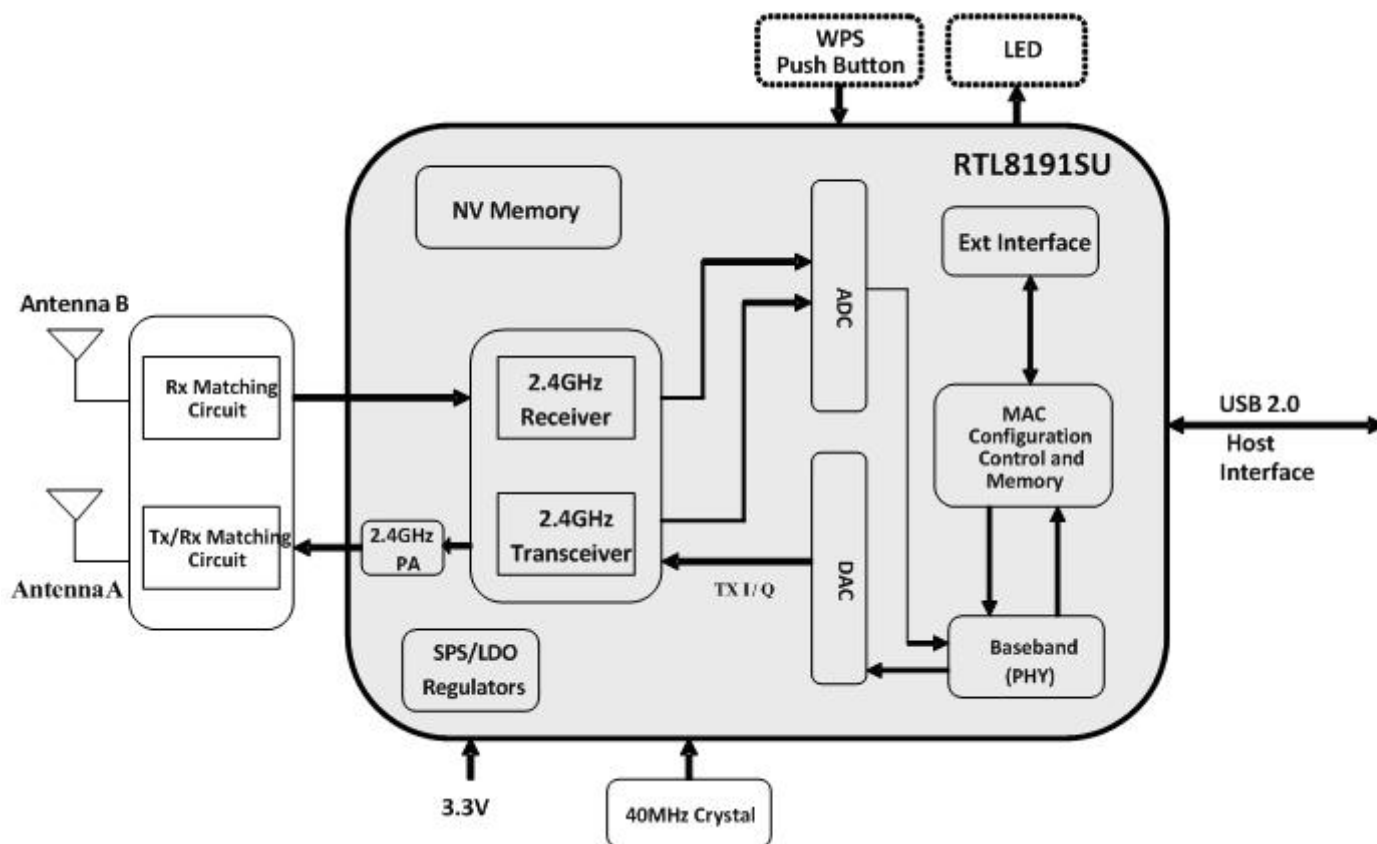 WPS
Push Button
LED
RTL8191SU
NV Memory
Ext Interface
ADC
Antenna B
Rx Matching
Circuit
2.4GHz
Receiver
MAC
Configuration
Control and
Memory
USB 2.0
Host
Interface
Tx/Rx Matching
Circuit
Antenna A
2.4GHz
PA
2.4GHz
Transceiver
TX I / Q
DAC
Baseband
(PHY)
SPS/LDO
Regulators
3.3V
40MHz Crystal